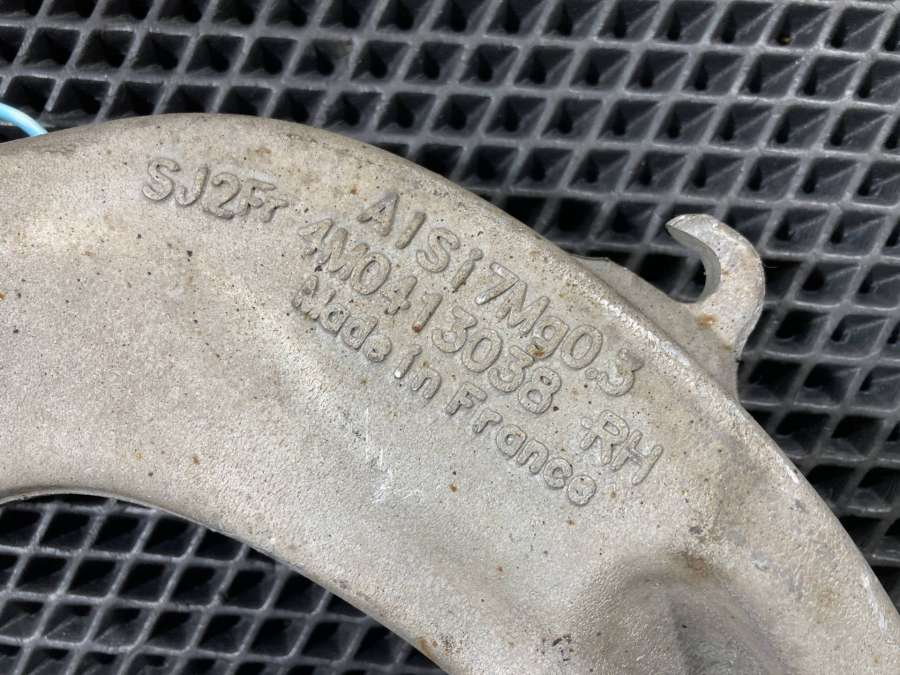 SJ2Fr
AlSi7Mg0.3
4M0413038 RH
Made in France